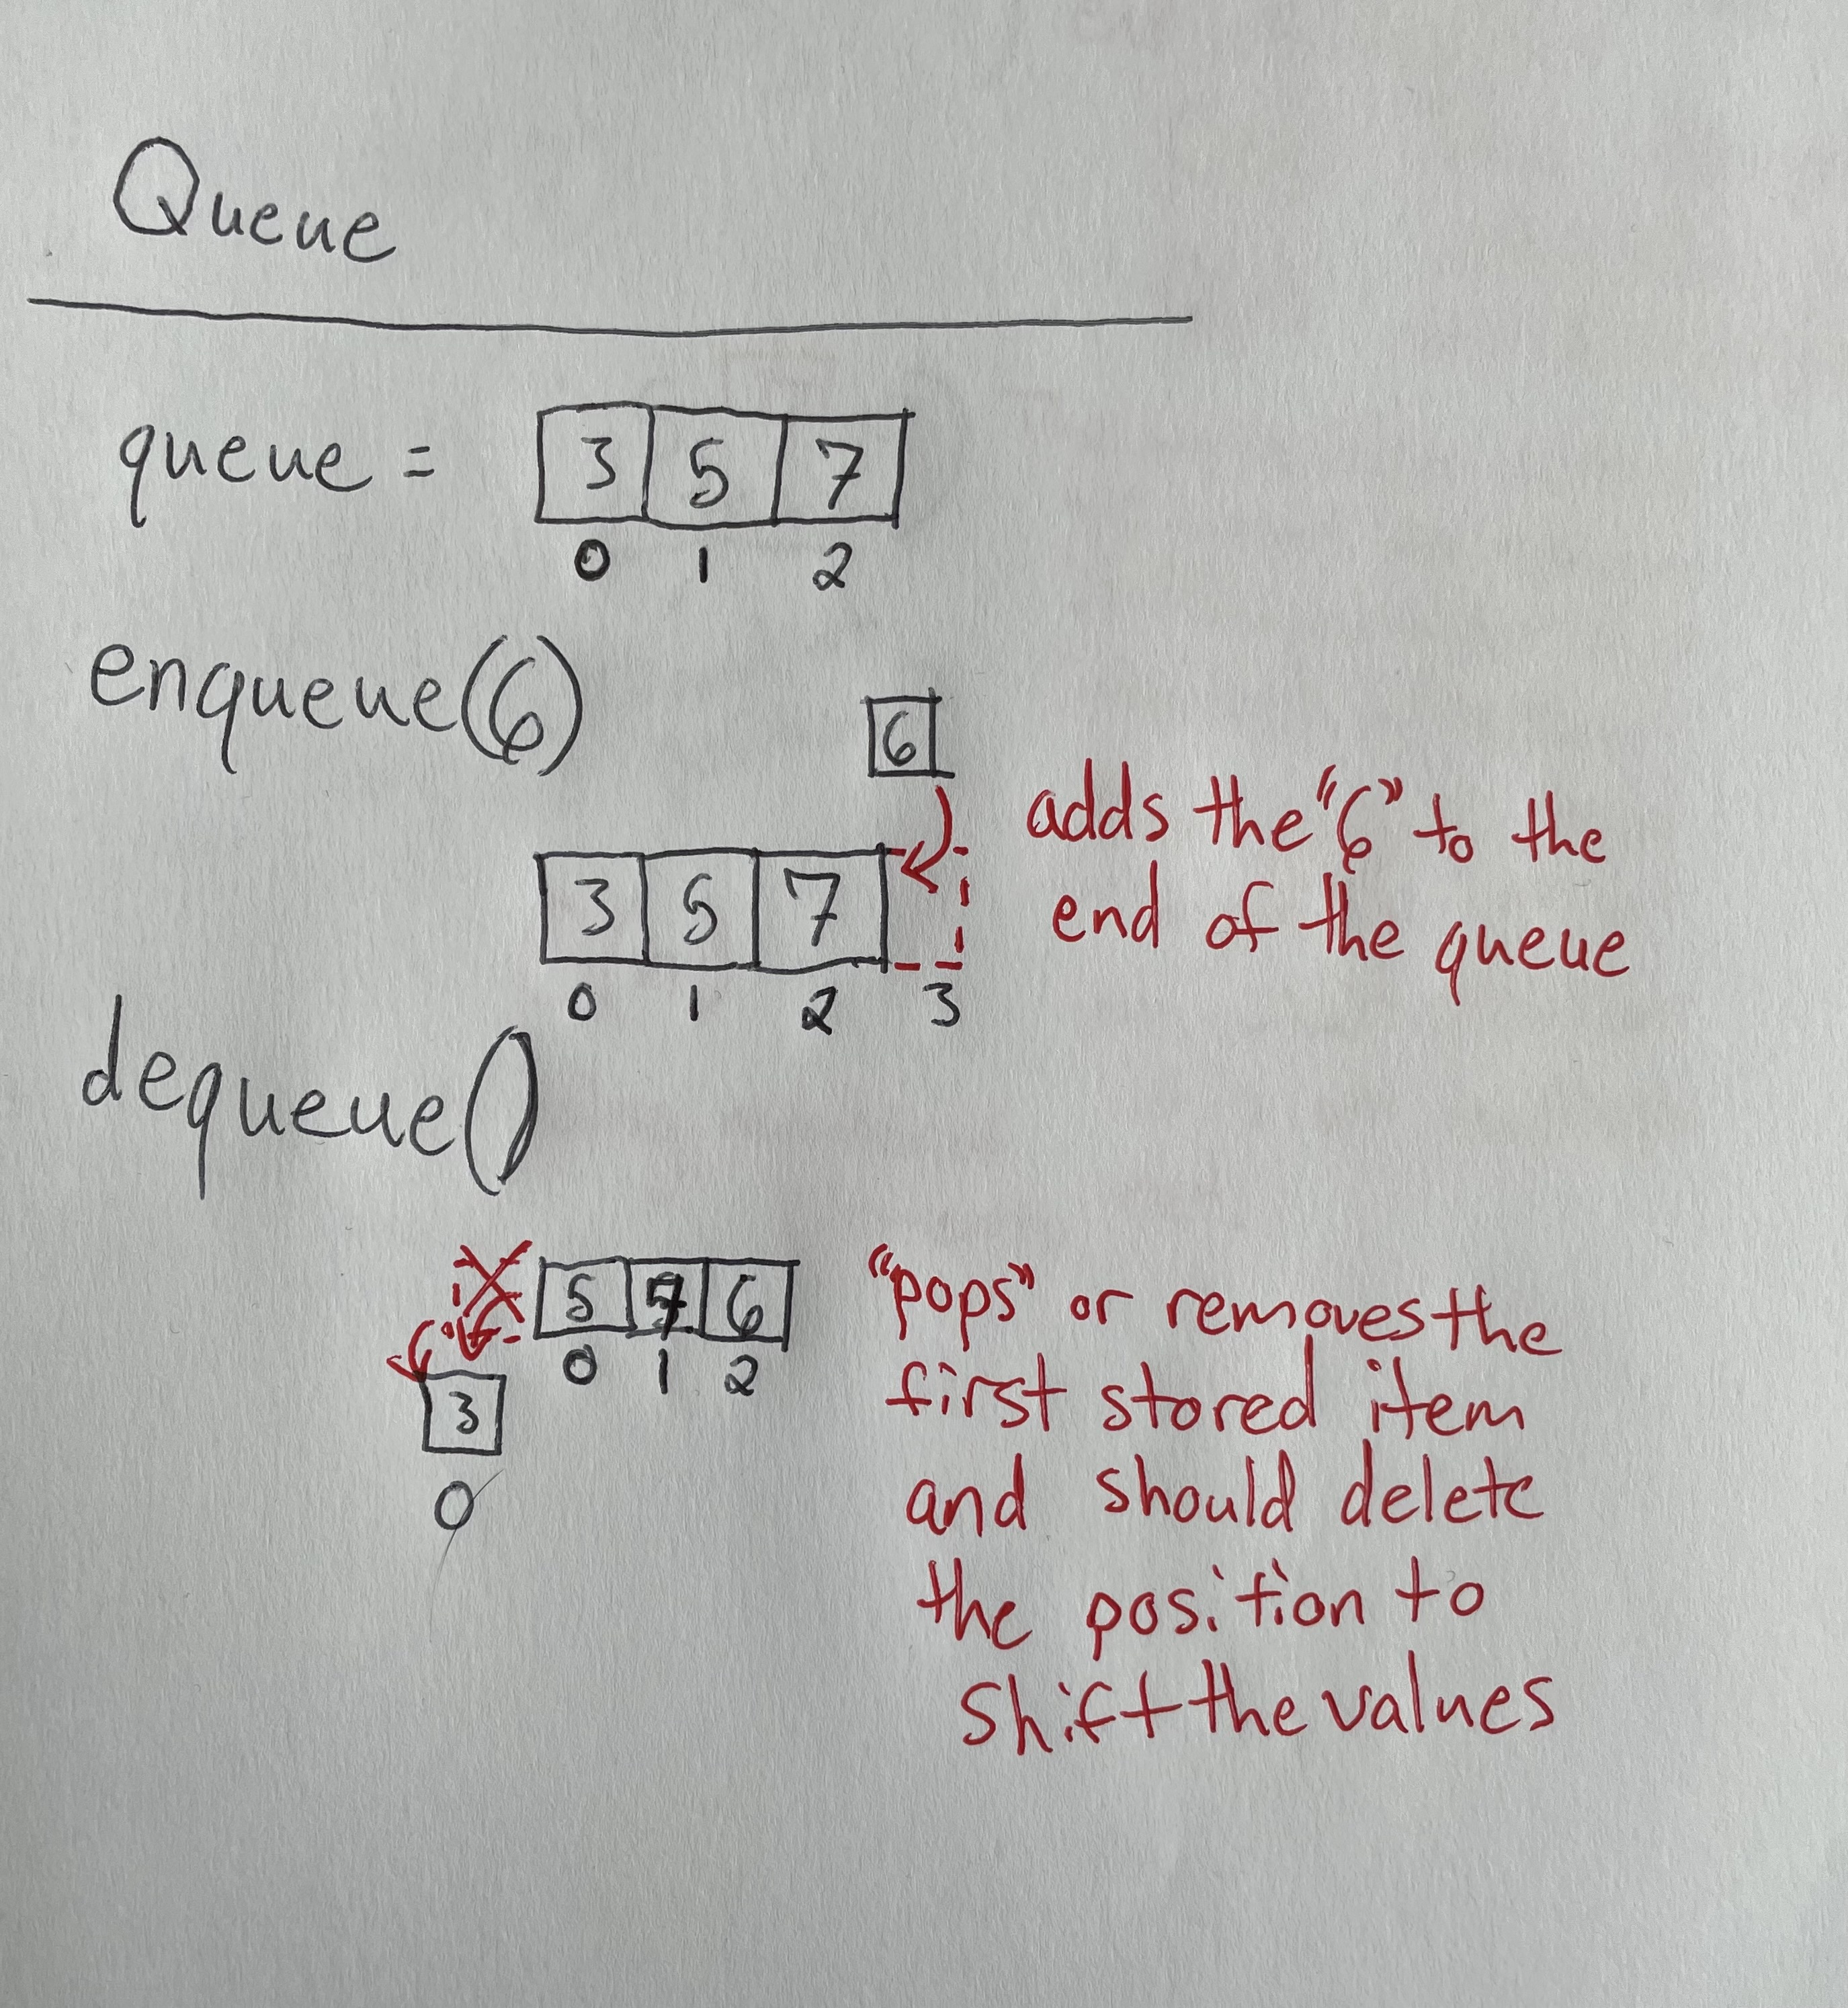 Queue
queue = 3 5 7
0 1 2
enqueue(6)
6
adds the "6" to the
end of the queue
3 5 7
0 1 2 3
dequeue()
5 7 6
0 1 2
3
0
"pops" or removes the
first stored item
and should delete
the position to
shift the values